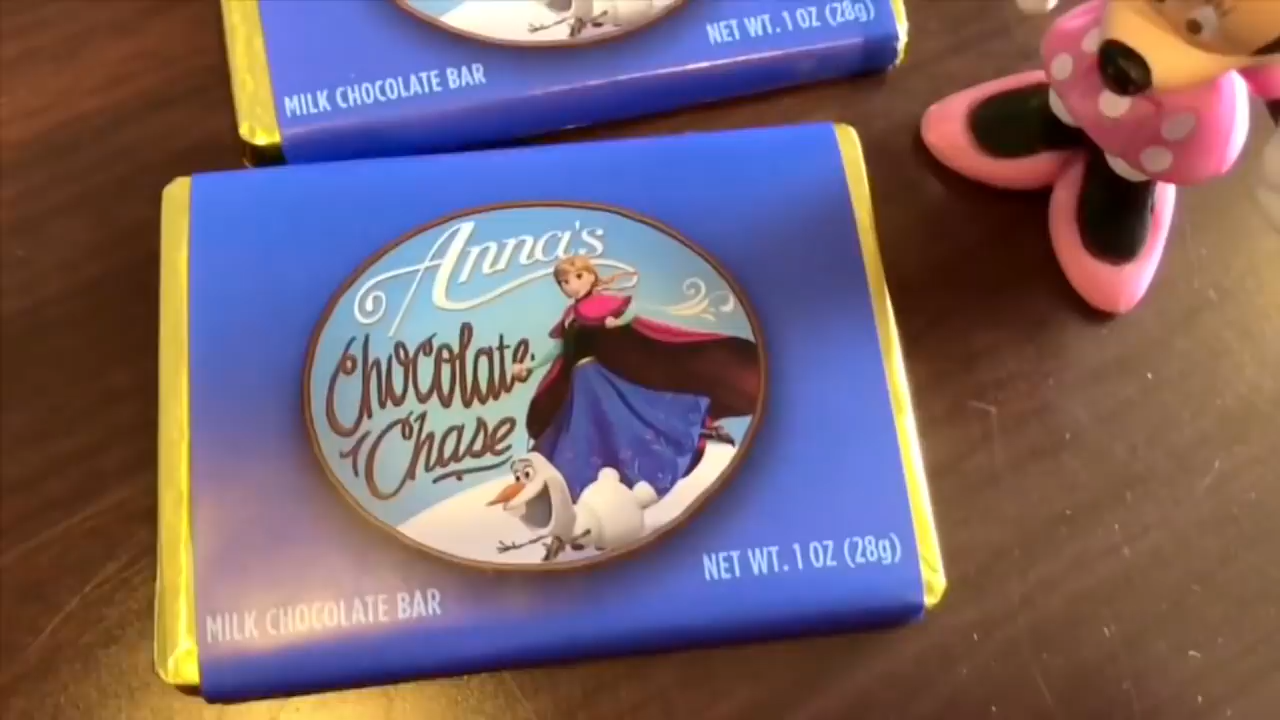 NET WT. 1 OZ (28g)
MILK CHOCOLATE BAR
Anna's
Chocolate
Chase
NET WT. 1 OZ (28g)
MILK CHOCOLATE BAR